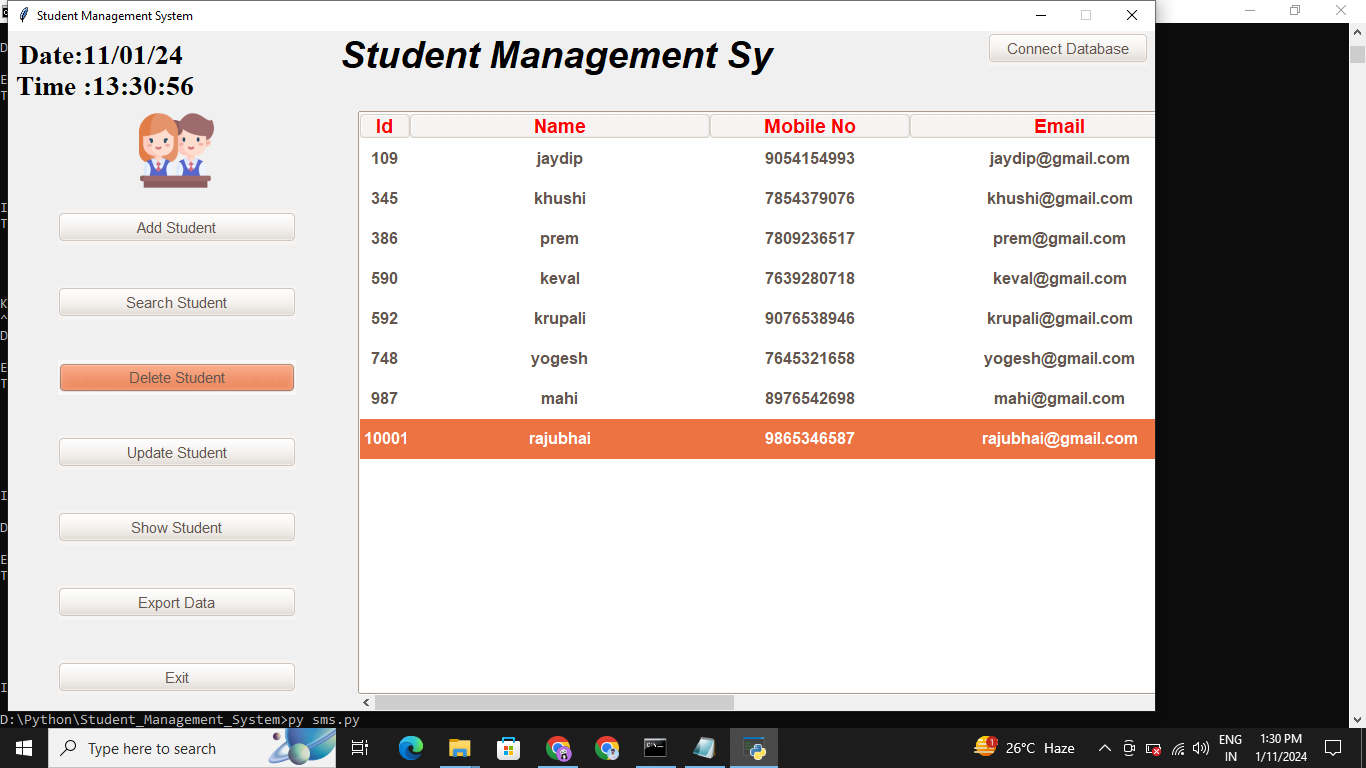 Student Management System
Date:11/01/24
Time :13:30:56
Student Management Sy
Connect Database
Id Name Mobile No Email
109 jaydip 9054154993 jaydip@gmail.com
345 khushi 7854379076 khushi@gmail.com
386 prem 7809236517 prem@gmail.com
590 keval 7639280718 keval@gmail.com
592 krupali 9076538946 krupali@gmail.com
748 yogesh 7645321658 yogesh@gmail.com
987 mahi 8976542698 mahi@gmail.com
10001 rajubhai 9865346587 rajubhai@gmail.com
Add Student
Search Student
Delete Student
Update Student
Show Student
Export Data
Exit
D:\Python\Student_Management_System>py sms.py
Type here to search
1
26°C Haze
ENG
IN
1:30 PM
1/11/2024